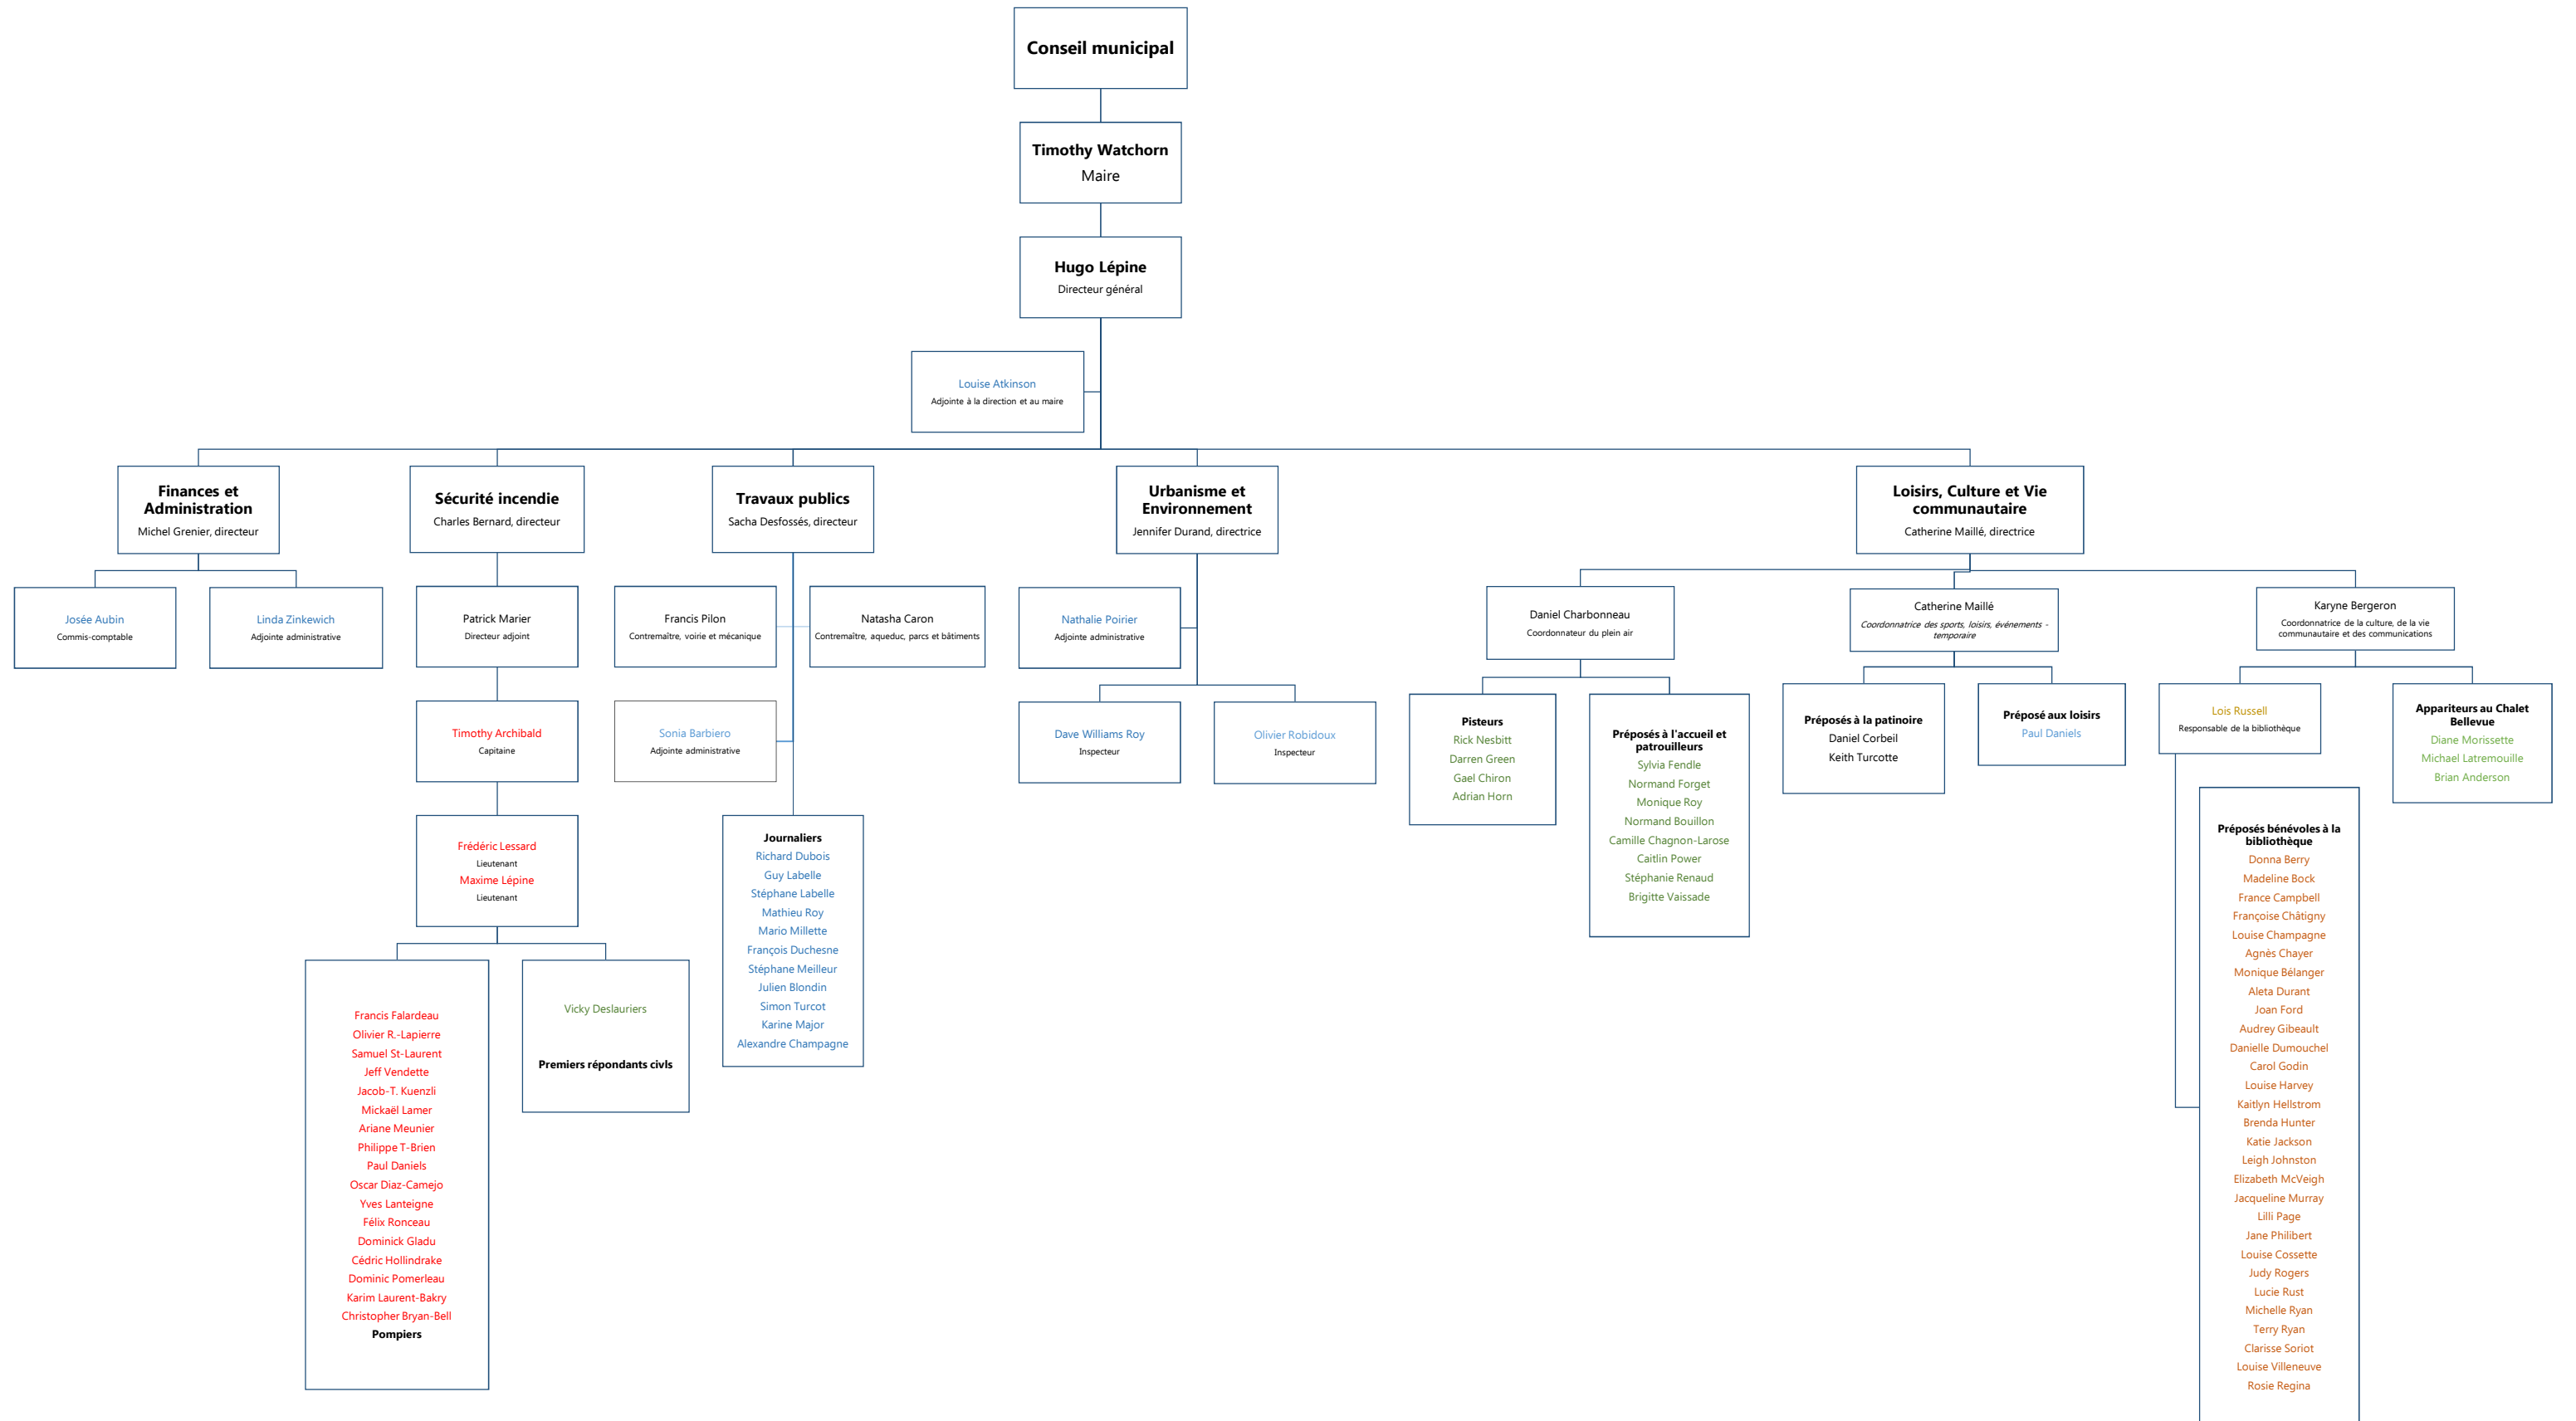 Conseil municipal
Timothy Watchorn
Maire
Hugo Lépine
Directeur général
Louise Atkinson
Adjointe à la direction et au maire
Finances et
Administration
Michel Grenier, directeur
Josée Aubin
Commis-comptable
Linda Zinkewich
Adjointe administrative
Sécurité incendie
Charles Bernard, directeur
Patrick Marier
Directeur adjoint
Timothy Archibald
Capitaine
Frédéric Lessard
Lieutenant
Maxime Lépine
Lieutenant
Francis Falardeau
Olivier R.-Lapierre
Samuel St-Laurent
Jeff Vendette
Jacob-T. Kuenzli
Mickaël Lamer
Ariane Meunier
Philippe T-Brien
Paul Daniels
Oscar Diaz-Camejo
Yves Lanteigne
Félix Ronceau
Dominick Gladu
Cédric Hollindrake
Dominic Pomerleau
Karim Laurent-Bakry
Christopher Bryan-Bell
Pompiers
Vicky Deslauriers
Premiers répondants civls
Travaux publics
Sacha Desfossés, directeur
Francis Pilon
Contremaître, voirie et mécanique
Natasha Caron
Contremaître, aqueduc, parcs et bâtiments
Sonia Barbiero
Adjointe administrative
Journaliers
Richard Dubois
Guy Labelle
Stéphane Labelle
Mathieu Roy
Mario Millette
François Duchesne
Stéphane Meilleur
Julien Blondin
Simon Turcot
Karine Major
Alexandre Champagne
Urbanisme et
Environnement
Jennifer Durand, directrice
Nathalie Poirier
Adjointe administrative
Dave Williams Roy
Inspecteur
Olivier Robidoux
Inspecteur
Loisirs, Culture et Vie
communautaire
Catherine Maillé, directrice
Daniel Charbonneau
Coordonnateur du plein air
Pisteurs
Rick Nesbitt
Darren Green
Gael Chiron
Adrian Horn
Préposés à l'accueil et
patrouilleurs
Sylvia Fendle
Normand Forget
Monique Roy
Normand Bouillon
Camille Chagnon-Larose
Caitlin Power
Stéphanie Renaud
Brigitte Vaissade
Catherine Maillé
Coordonnatrice des sports, loisirs, événements -
temporaire
Préposés à la patinoire
Daniel Corbeil
Keith Turcotte
Préposé aux loisirs
Paul Daniels
Karyne Bergeron
Coordonnatrice de la culture, de la vie
communautaire et des communications
Lois Russell
Responsable de la bibliothèque
Préposés bénévoles à la
bibliothèque
Donna Berry
Madeline Bock
France Campbell
Françoise Châtigny
Louise Champagne
Agnès Chayer
Monique Bélanger
Aleta Durant
Joan Ford
Audrey Gibeault
Danielle Dumouchel
Carol Godin
Louise Harvey
Kaitlyn Hellstrom
Brenda Hunter
Katie Jackson
Leigh Johnston
Elizabeth McVeigh
Jacqueline Murray
Lilli Page
Jane Philibert
Louise Cossette
Judy Rogers
Lucie Rust
Michelle Ryan
Terry Ryan
Clarisse Soriot
Louise Villeneuve
Rosie Regina
Appariteurs au Chalet
Bellevue
Diane Morissette
Michael Latremouille
Brian Anderson